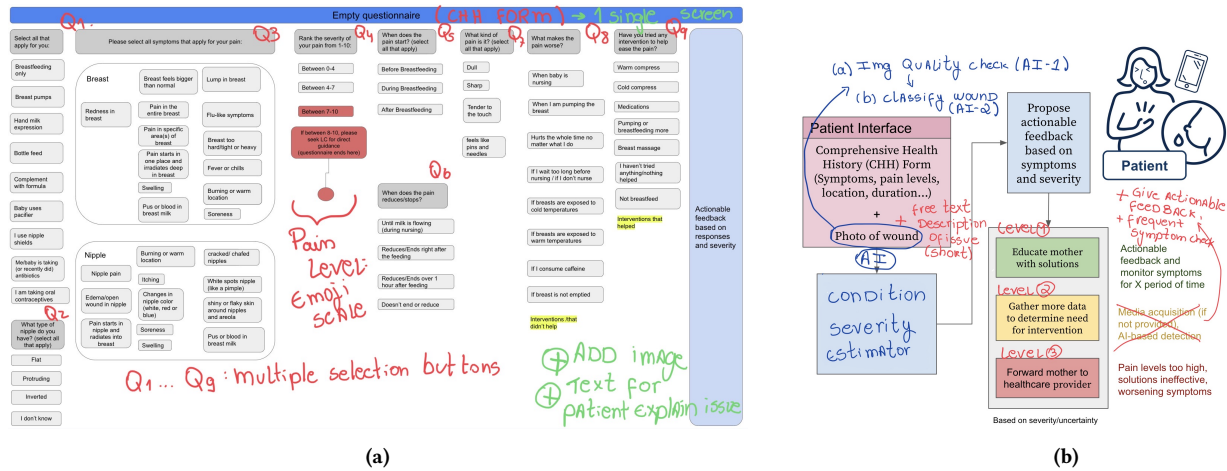 Empty questionnaire (CHH FORM) → 1 single screen
Q1.
Select all that apply for you:
Breastfeeding only
Breast pumps
Hand milk expression
Bottle feed
Complement with formula
Baby uses pacifier
I use nipple shields
Me/baby is taking (or recently did) antibiotics
I am taking oral contraceptives
Q2
What type of nipple do you have? (select all that apply)
Flat
Protruding
Inverted
I don't know
Q3
Please select all symptoms that apply for your pain:
Breast
Redness in breast
Breast feels bigger than normal
Pain in the entire breast
Pain in specific area(s) of breast
Pain starts in one place and irradiates deep in breast
Swelling
Pus or blood in breast milk
Lump in breast
Flu-like symptoms
Breast too hard/tight or heavy
Fever or chills
Burning or warm location
Soreness
Nipple
Nipple pain
Edema/open wound in nipple
Pain starts in nipple and radiates into breast
Burning or warm location
Itching
Changes in nipple color (white, red or blue)
Soreness
Swelling
cracked/ chafed nipples
White spots nipple (like a pimple)
shiny or flaky skin around nipples and areola
Pus or blood in breast milk
Q4
Rank the severity of your pain from 1-10:
Between 0-4
Between 4-7
Between 7-10
If between 8-10, please seek LC for direct guidance (questionnaire ends here)
Pain LEVEL: Emoji SCALE
Q5
When does the pain start? (select all that apply)
Before Breastfeeding
During Breastfeeding
After Breastfeeding
Q6
When does the pain reduces/stops?
Until milk is flowing (during nursing)
Reduces/Ends right after the feeding
Reduces/Ends over 1 hour after feeding
Doesn't end or reduce
Q7
What kind of pain is it? (select all that apply)
Dull
Sharp
Tender to the touch
feels like pins and needles
Q8
What makes the pain worse?
When baby is nursing
When I am pumping the breast
Hurts the whole time no matter what I do
If I wait too long before nursing / if I don't nurse
If breasts are exposed to cold temperatures
If breasts are exposed to warm temperatures
If I consume caffeine
If breast is not emptied
Interventions /that didn't help
Q9
Have you tried any intervention to help ease the pain?
Warm compress
Cold compress
Medications
Pumping or breastfeeding more
Breast massage
I haven't tried anything/nothing helped
Not breastfeed
Interventions that helped
Actionable feedback based on responses and severity
Q1 ... Q9 : multiple selection buttons
+ ADD imAge
+ Text for pAtient explAin issue
(a)
(a) Img QUALity check (AI-1)
(b) clAssify wound (AI-2)
Patient Interface
Comprehensive Health History (CHH) Form (Symptoms, pain levels, location, duration...)
+
Photo of wound
+ free text Description Of issue (short)
AI
condition severity estimator
Propose actionable feedback based on symptoms and severity
Patient
+ Give Actionable FEEDBACK
+ frequent symptom check
LEVEL 1
Educate mother with solutions
Actionable feedback and monitor symptoms for X period of time
LEVEL 2
Gather more data to determine need for intervention
Media acquisition (if not provided), AI-based detection
LEVEL 3
Forward mother to healthcare provider
Pain levels too high, solutions ineffective, worsening symptoms
Based on severity/uncertainty
(b)